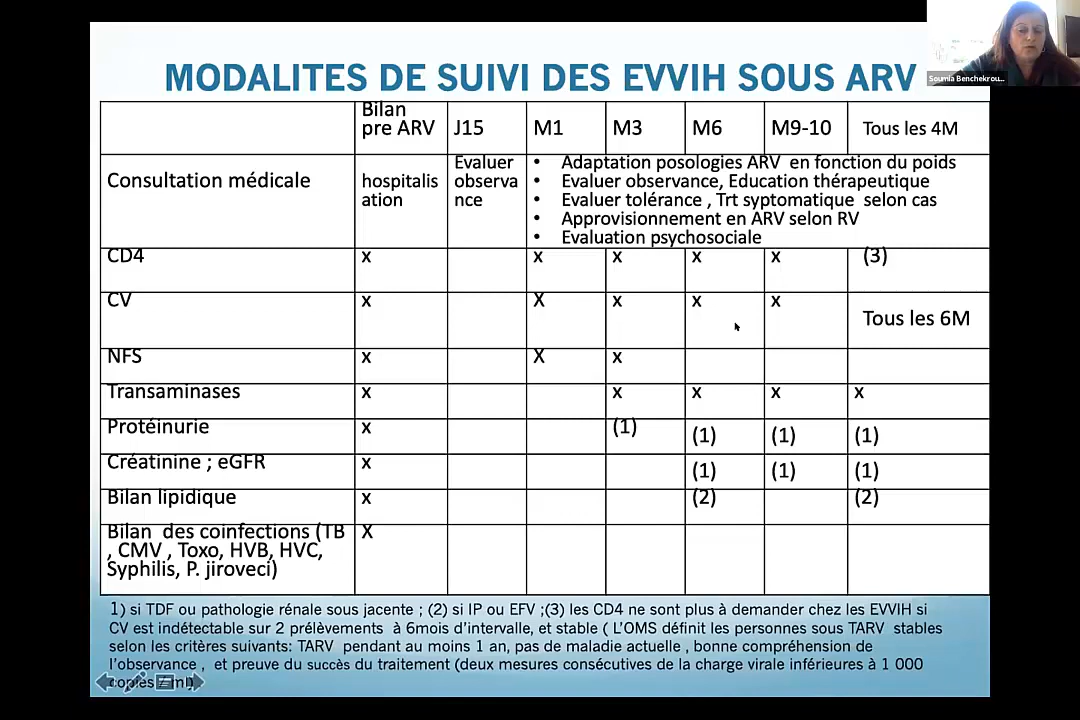 Soumia Benchekrou...
MODALITES DE SUIVI DES EVVIH SOUS ARV
Bilan
pre ARV
J15
M1
M3
M6
M9-10
Tous les 4M
Consultation médicale
hospitalis
ation
Evaluer
observa
nce
• Adaptation posologies ARV en fonction du poids
• Evaluer observance, Education thérapeutique
• Evaluer tolérance , Trt syptomatique selon cas
• Approvisionnement en ARV selon RV
• Evaluation psychosociale
CD4 x x x x x (3)
CV x X x x x Tous les 6M
NFS x X x
Transaminases x x x x x
Protéinurie x (1) (1) (1) (1)
Créatinine ; eGFR x (1) (1) (1)
Bilan lipidique x (2) (2)
Bilan des coinfections (TB X
, CMV , Toxo, HVB, HVC,
Syphilis, P. jiroveci)
1) si TDF ou pathologie rénale sous jacente ; (2) si IP ou EFV ;(3) les CD4 ne sont plus à demander chez les EVVIH si
CV est indétectable sur 2 prélèvements à 6mois d'intervalle, et stable ( L'OMS définit les personnes sous TARV stables
selon les critères suivants: TARV pendant au moins 1 an, pas de maladie actuelle , bonne compréhension de
l'observance , et preuve du succès du traitement (deux mesures consécutives de la charge virale inférieures à 1 000
copies / ml)